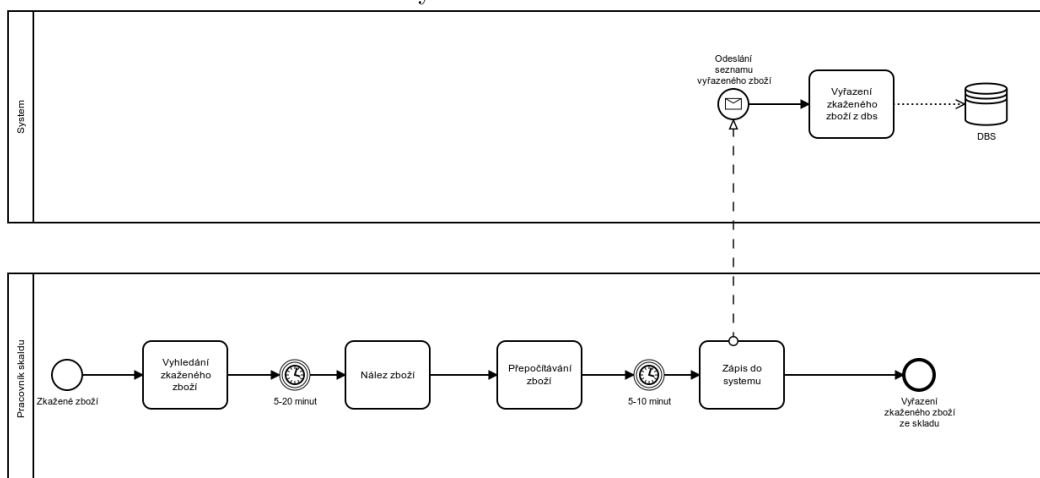 System
Odeslání
seznamu
vyřazeného zboží
Vyřazení
zkaženého
zboží z dbs
DBS
Pracovník skaldu
Zkažené zboží
Vyhledání
zkaženého
zboží
5-20 minut
Nález zboží
Přepočítávání
zboží
5-10 minut
Zápis do
systemu
Vyřazení
zkaženého zboží
ze skladu